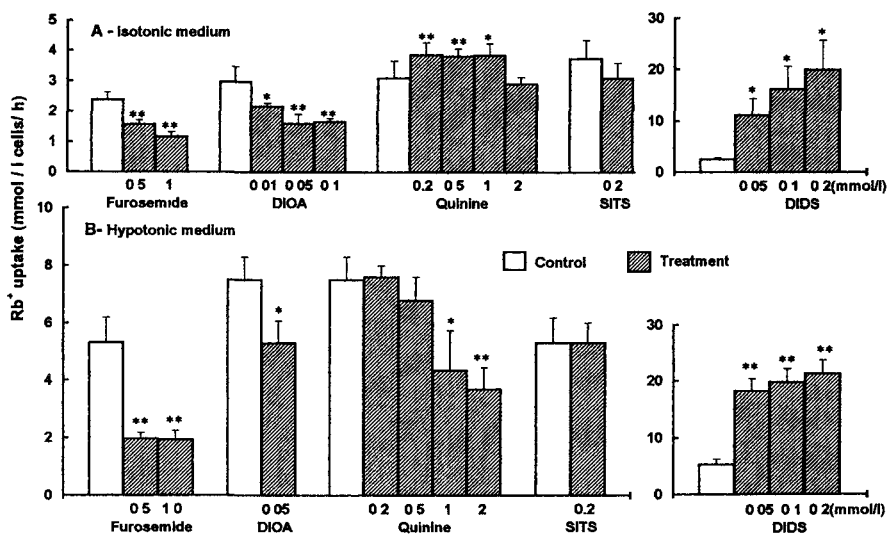 Rb+ uptake (mmol / l cells/ h)
A - Isotonic medium
5
4
3
2
1
0
** **
* ** **
** ** *
30
20
10
0
* * *
0 5 1
0 01 0 05 0 1
0.2 0 5 1 2
0 2
0 05 0 1 0 2(mmol/l)
Furosemide DIOA Quinine SITS DIDS
B- Hypotonic medium
Control Treatment
8
6
4
2
0
** **
*
* **
30
20
10
0
** ** **
0 5 1 0
0 05
0 2 0 5 1 2
0.2
0 05 0 1 0 2(mmol/l)
Furosemide DIOA Quinine SITS DIDS